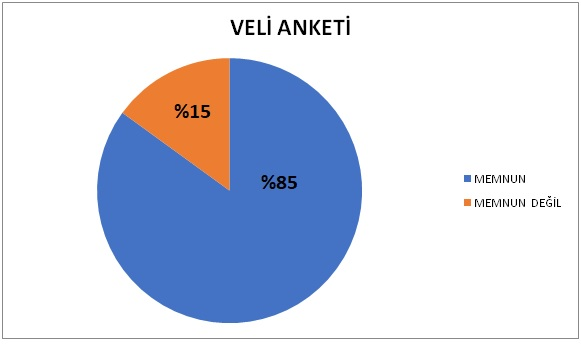 VELİ ANKETİ
%15
%85
MEMNUN
MEMNUN DEĞİL